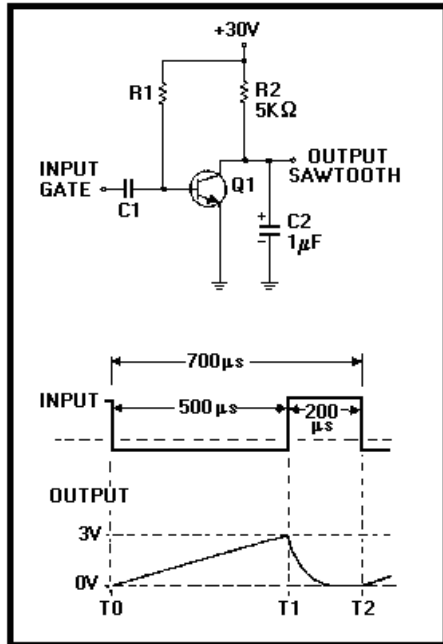 +30V
R1
R2
5KΩ
INPUT
GATE
C1
Q1
OUTPUT
SAWTOOTH
+
−
C2
1μF
700μs
INPUT
500μs
200
μs
OUTPUT
3V
0V
T0
T1
T2